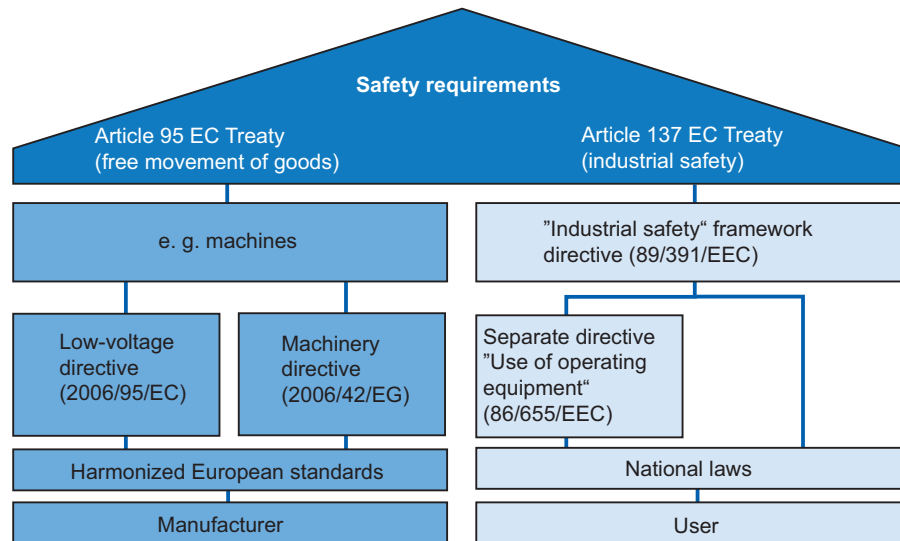 Safety requirements
Article 95 EC Treaty
(free movement of goods)
Article 137 EC Treaty
(industrial safety)
e. g. machines
”Industrial safety“ framework
directive (89/391/EEC)
Low-voltage
directive
(2006/95/EC)
Machinery
directive
(2006/42/EG)
Separate directive
”Use of operating
equipment“
(86/655/EEC)
Harmonized European standards
National laws
Manufacturer
User